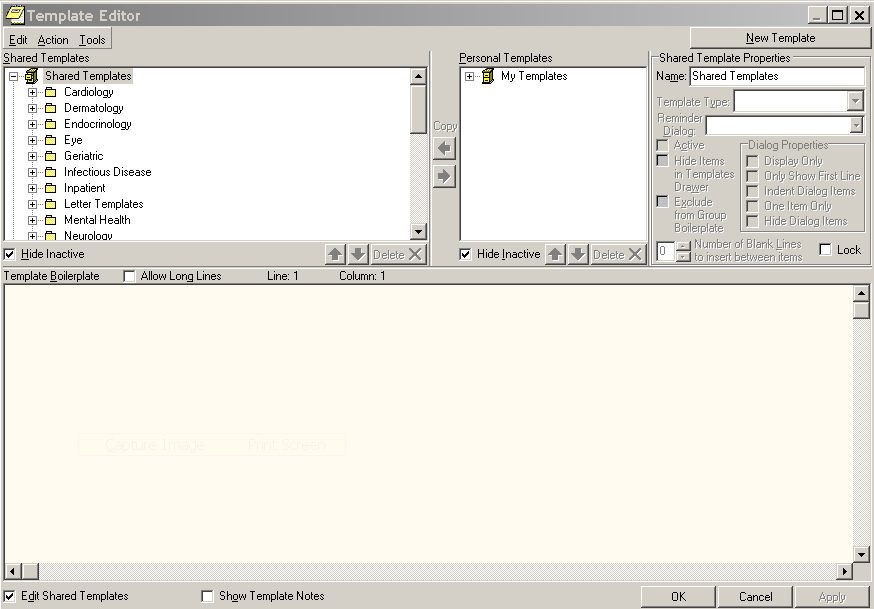 Template Editor
Edit Action Tools
New Template
Shared Templates
Shared Templates
Cardiology
Dermatology
Endocrinology
Eye
Geriatric
Infectious Disease
Inpatient
Letter Templates
Mental Health
Neurology
Hide Inactive
Delete
Copy
Personal Templates
My Templates
Hide Inactive
Delete
Shared Template Properties
Name: Shared Templates
Template Type:
Reminder
Dialog:
Active
Hide Items
in Templates
Drawer
Exclude
from Group
Boilerplate
Dialog Properties
Display Only
Only Show First Line
Indent Dialog Items
One Item Only
Hide Dialog Items
0 Number of Blank Lines
to insert between items
Lock
Template Boilerplate Allow Long Lines Line: 1 Column: 1
Capture Image Print Screen
Edit Shared Templates Show Template Notes OK Cancel Apply